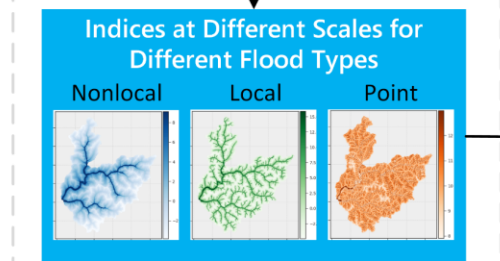 Indices at Different Scales for
Different Flood Types
Nonlocal Local Point